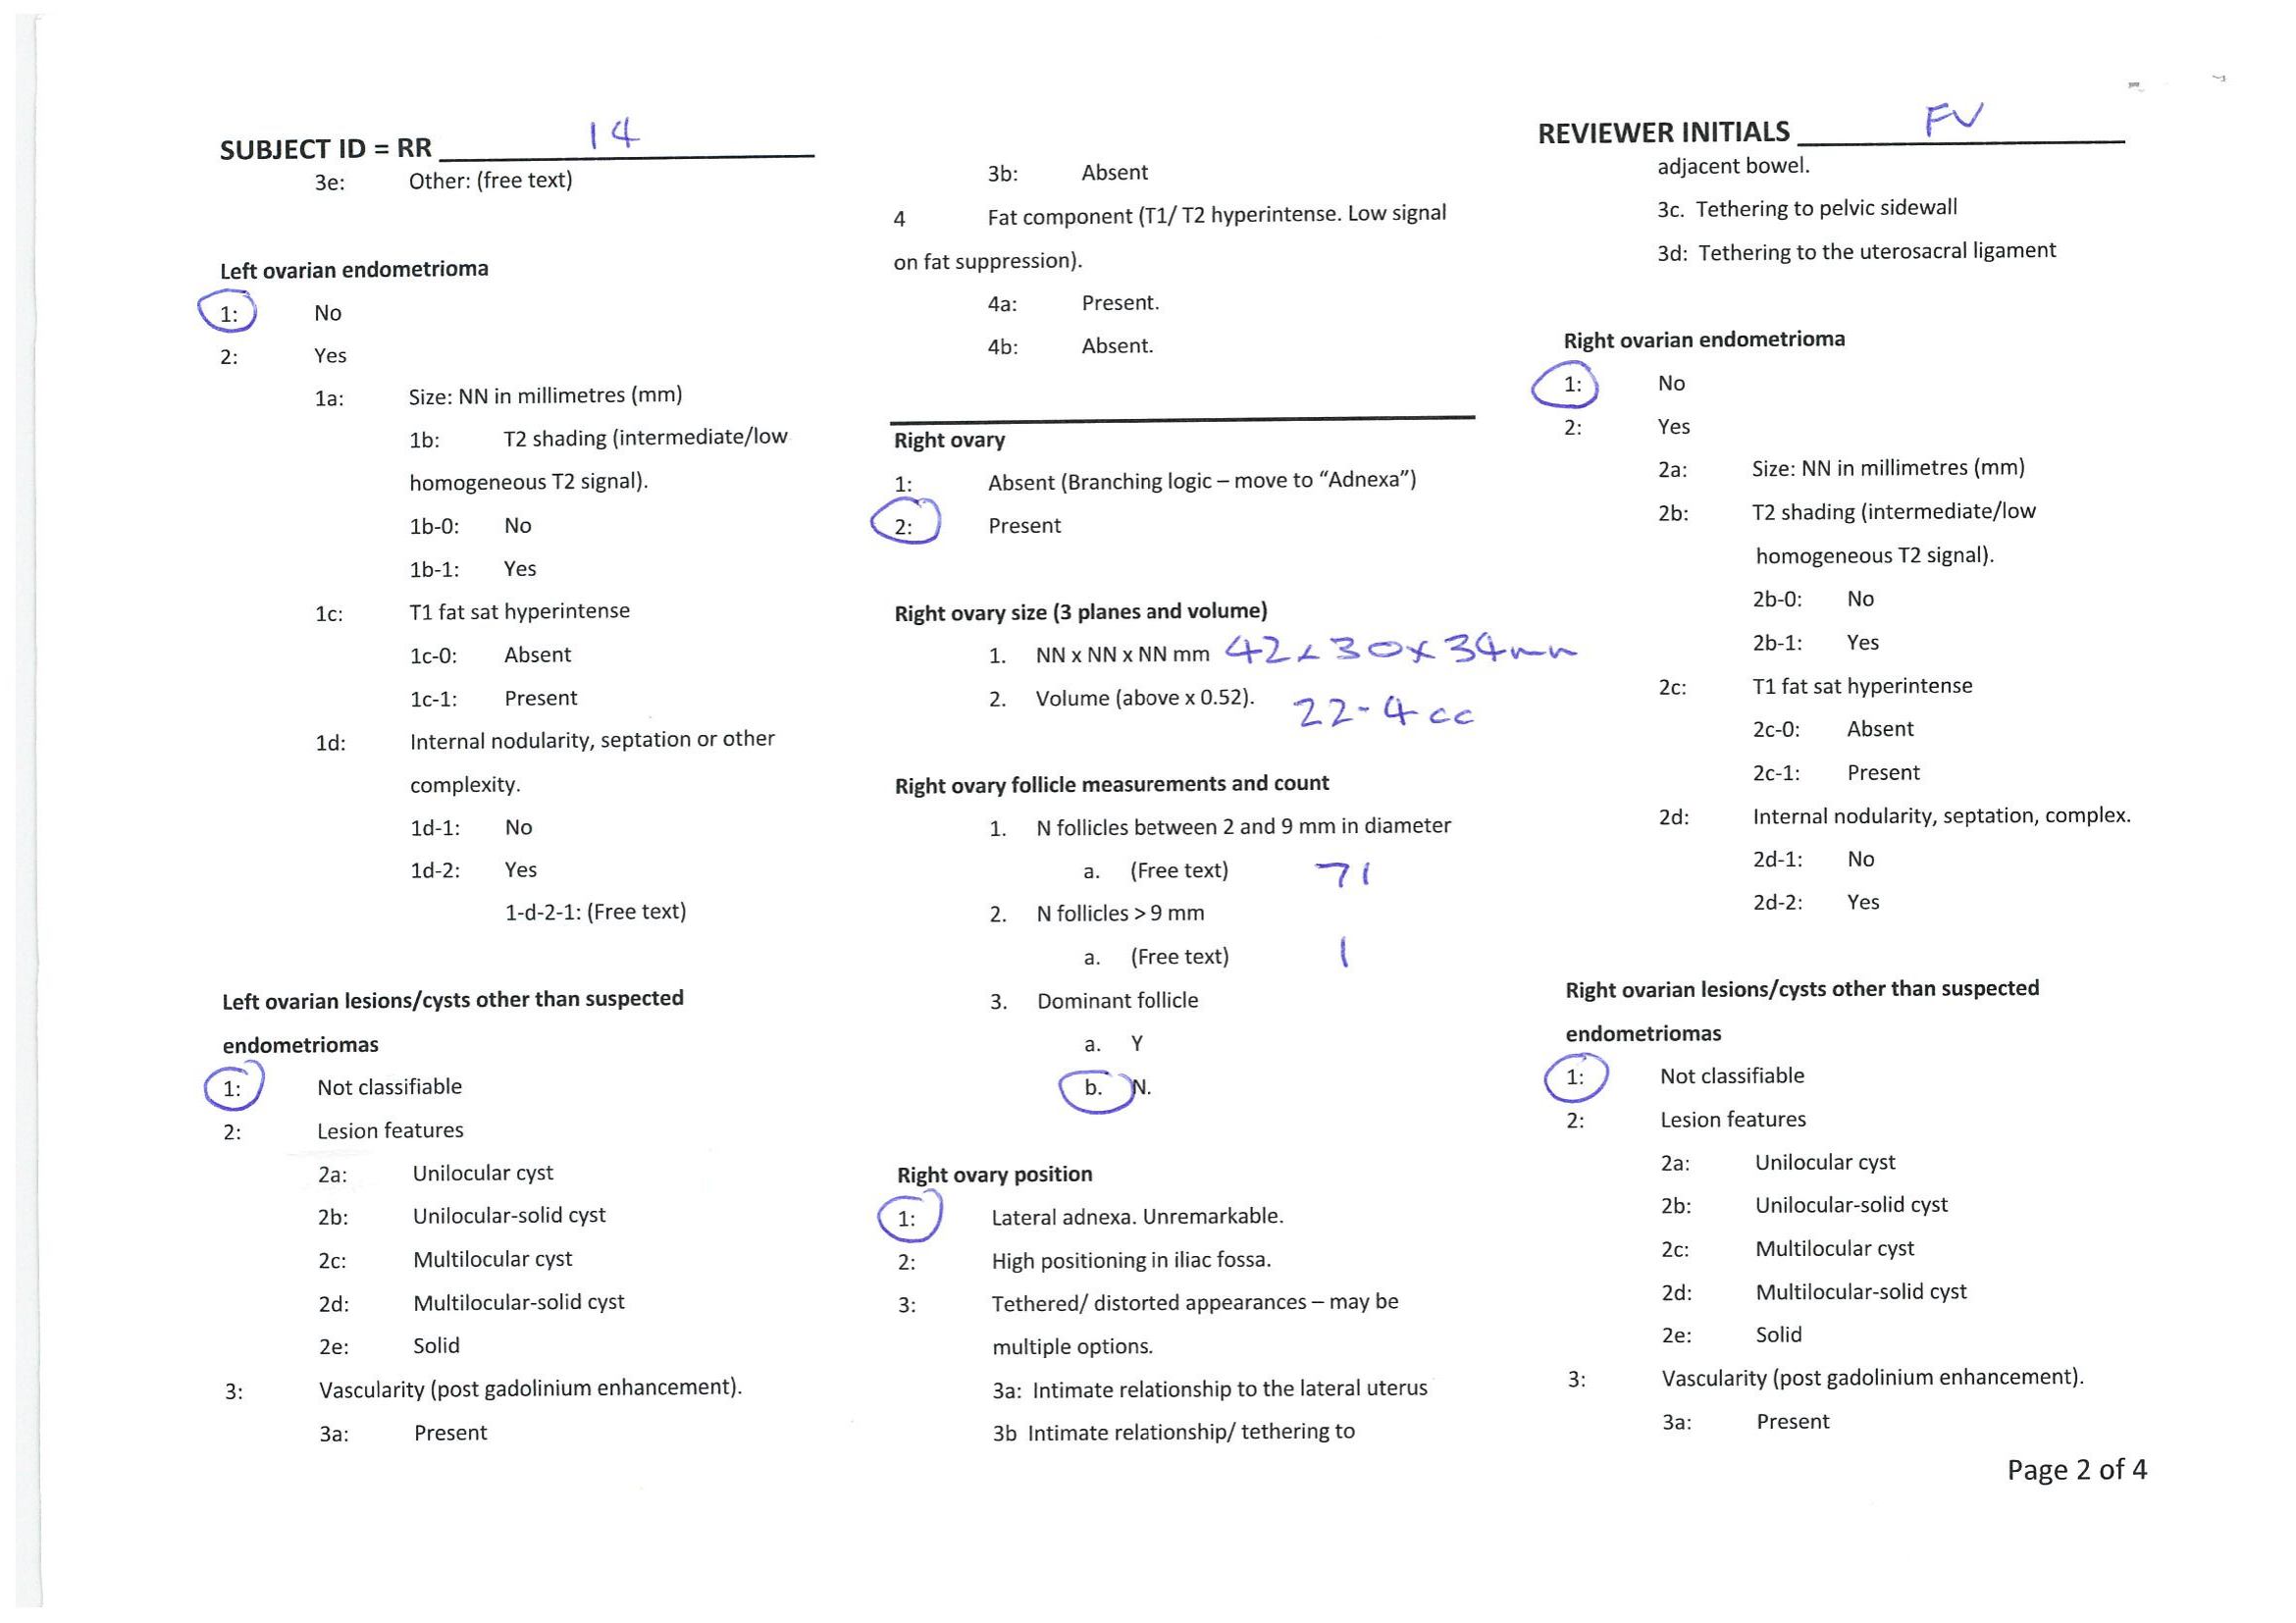 SUBJECT ID = RR 14
3e: Other: (free text)
Left ovarian endometrioma
1: No
2: Yes
1a: Size: NN in millimetres (mm)
1b: T2 shading (intermediate/low
homogeneous T2 signal).
1b-0: No
1b-1: Yes
1c: T1 fat sat hyperintense
1c-0: Absent
1c-1: Present
1d: Internal nodularity, septation or other
complexity.
1d-1: No
1d-2: Yes
1-d-2-1: (Free text)
Left ovarian lesions/cysts other than suspected
endometriomas
1: Not classifiable
2: Lesion features
2a: Unilocular cyst
2b: Unilocular-solid cyst
2c: Multilocular cyst
2d: Multilocular-solid cyst
2e: Solid
3: Vascularity (post gadolinium enhancement).
3a: Present
3b: Absent
4 Fat component (T1/ T2 hyperintense. Low signal
on fat suppression).
4a: Present.
4b: Absent.
Right ovary
1: Absent (Branching logic – move to “Adnexa”)
2: Present
Right ovary size (3 planes and volume)
1. NN x NN x NN mm 42x30x34mm
2. Volume (above x 0.52). 22-4cc
Right ovary follicle measurements and count
1. N follicles between 2 and 9 mm in diameter
a. (Free text) 71
2. N follicles > 9 mm
a. (Free text) 1
3. Dominant follicle
a. Y
b. N.
Right ovary position
1: Lateral adnexa. Unremarkable.
2: High positioning in iliac fossa.
3: Tethered/ distorted appearances – may be
multiple options.
3a: Intimate relationship to the lateral uterus
3b Intimate relationship/ tethering to
REVIEWER INITIALS FV
adjacent bowel.
3c. Tethering to pelvic sidewall
3d: Tethering to the uterosacral ligament
Right ovarian endometrioma
1: No
2: Yes
2a: Size: NN in millimetres (mm)
2b: T2 shading (intermediate/low
homogeneous T2 signal).
2b-0: No
2b-1: Yes
2c: T1 fat sat hyperintense
2c-0: Absent
2c-1: Present
2d: Internal nodularity, septation, complex.
2d-1: No
2d-2: Yes
Right ovarian lesions/cysts other than suspected
endometriomas
1: Not classifiable
2: Lesion features
2a: Unilocular cyst
2b: Unilocular-solid cyst
2c: Multilocular cyst
2d: Multilocular-solid cyst
2e: Solid
3: Vascularity (post gadolinium enhancement).
3a: Present
Page 2 of 4